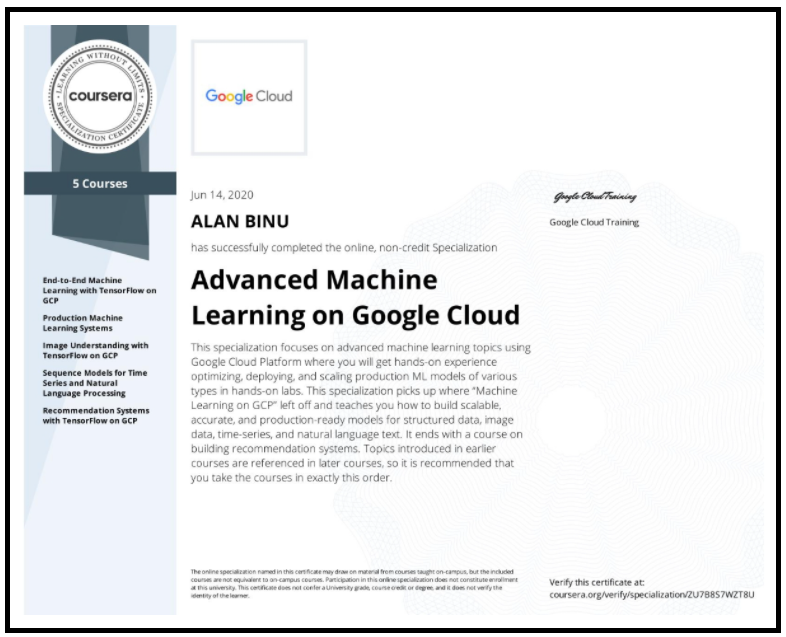 LEARNING WITHOUT LIMITS
coursera
SPECIALIZATION CERTIFICATE
5 Courses
End-to-End Machine
Learning with TensorFlow on
GCP
Production Machine
Learning Systems
Image Understanding with
TensorFlow on GCP
Sequence Models for Time
Series and Natural
Language Processing
Recommendation Systems
with TensorFlow on GCP
Google Cloud
Jun 14, 2020
ALAN BINU
has successfully completed the online, non-credit Specialization
Advanced Machine
Learning on Google Cloud
This specialization focuses on advanced machine learning topics using
Google Cloud Platform where you will get hands-on experience
optimizing, deploying, and scaling production ML models of various
types in hands-on labs. This specialization picks up where “Machine
Learning on GCP” left off and teaches you how to build scalable,
accurate, and production-ready models for structured data, image
data, time-series, and natural language text. It ends with a course on
building recommendation systems. Topics introduced in earlier
courses are referenced in later courses, so it is recommended that
you take the courses in exactly this order.
Google Cloud Training
Google Cloud Training
The online specialization named in this certificate may draw on material from courses taught on-campus, but the included
courses are not equivalent to on-campus courses. Participation in this online specialization does not constitute enrollment
at this university. This certificate does not confer a University grade, course credit or degree, and it does not verify the
identity of the learner.
Verify this certificate at:
coursera.org/verify/specialization/ZU7B8S7WZT8U